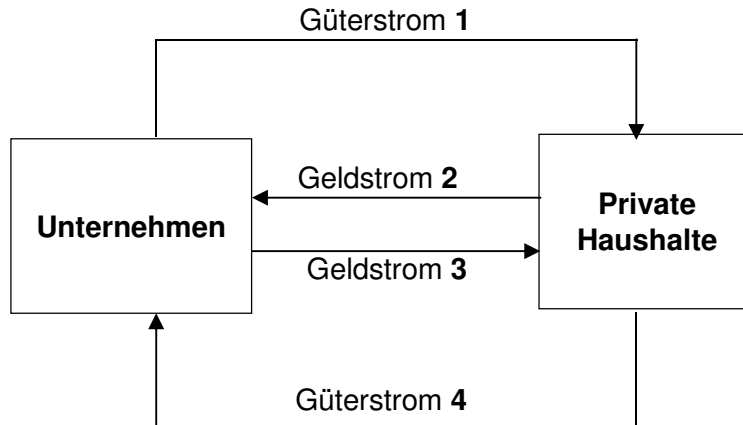 Güterstrom 1
Geldstrom 2
Unternehmen
Private
Haushalte
Geldstrom 3
Güterstrom 4